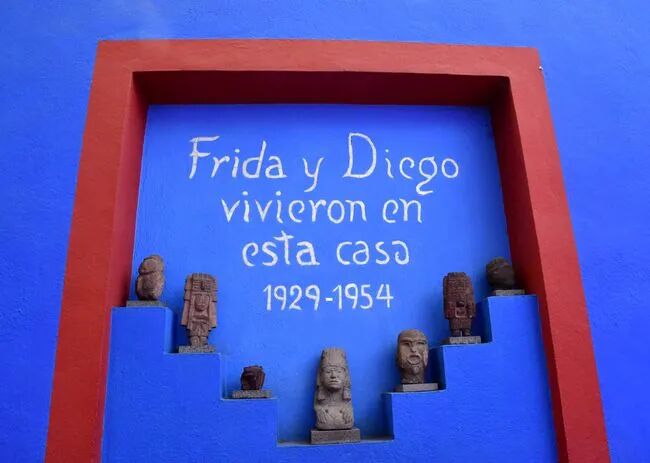 Frida y Diego
vivieron en
esta casa
1929-1954